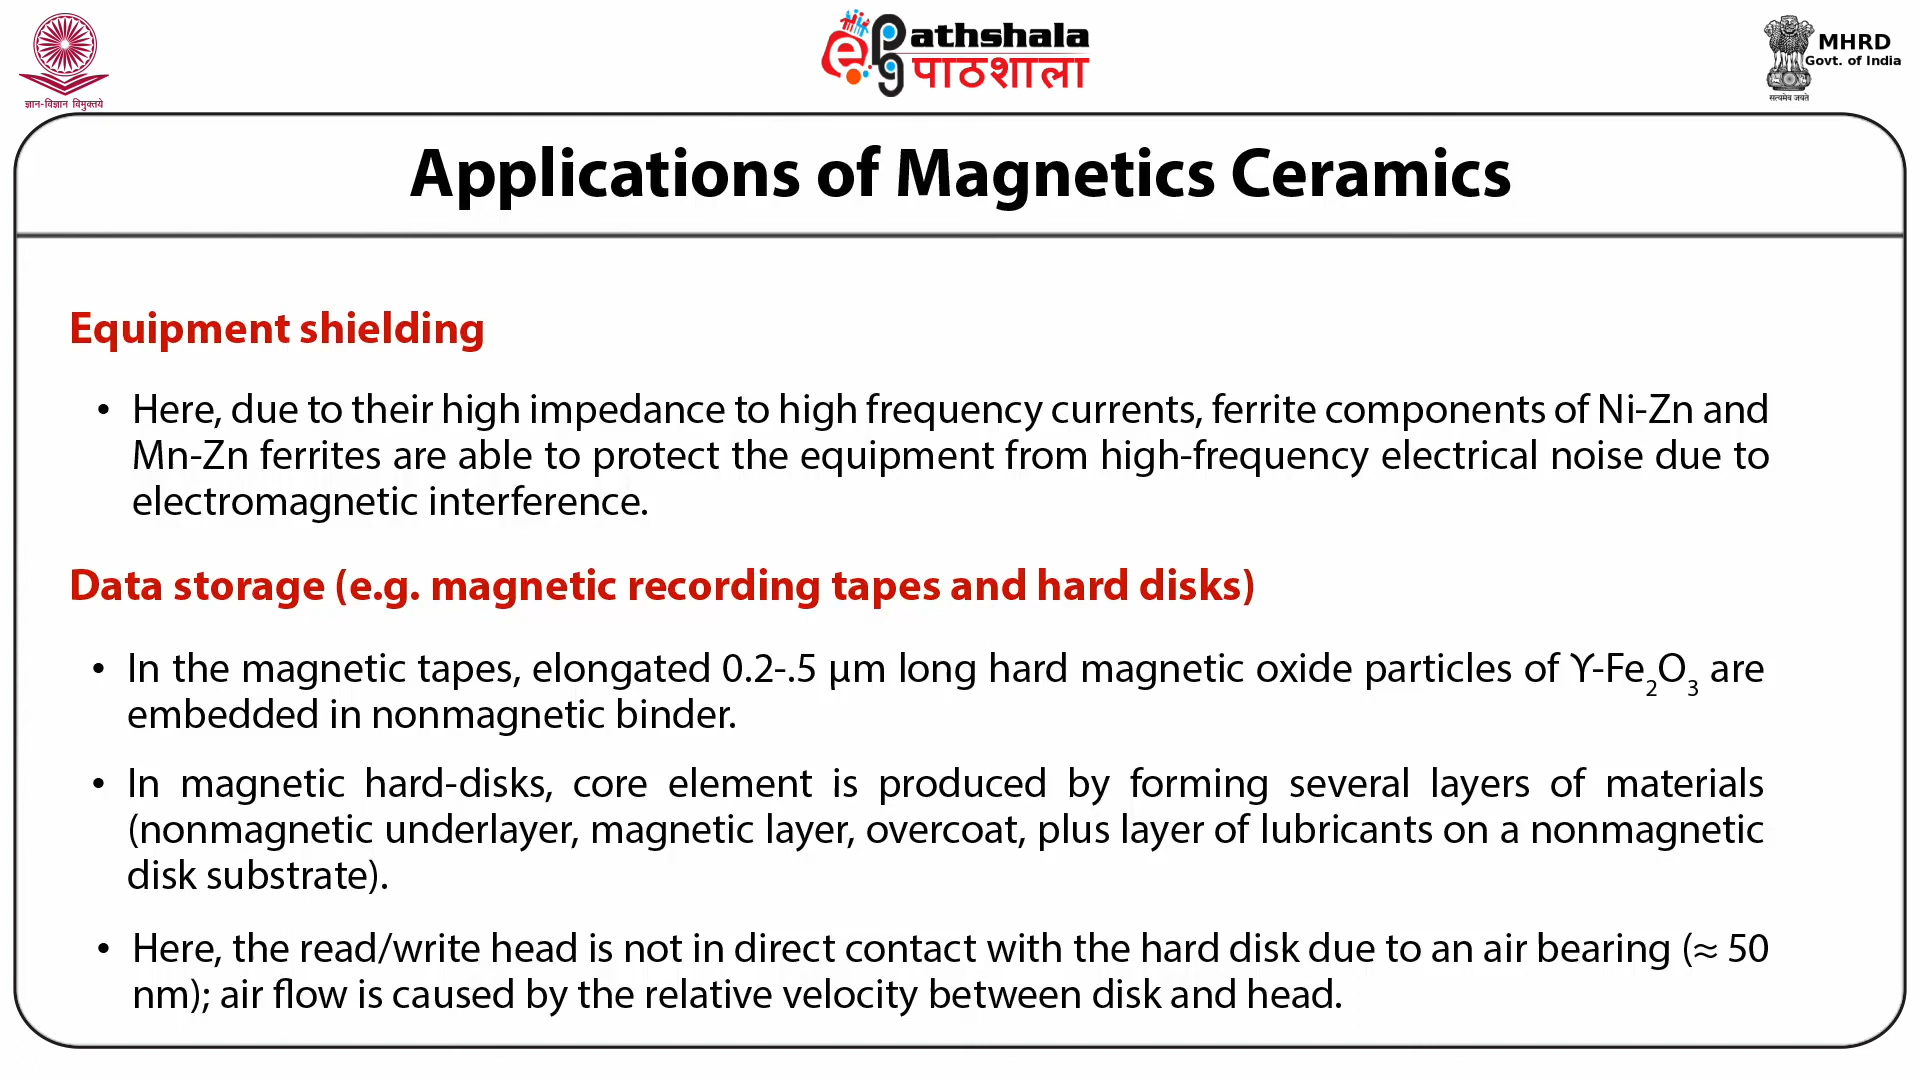 ज्ञान-विज्ञान विमुक्तये
ePathshala
पाठशाला
MHRD
Govt. of India
सत्यमेव जयते
Applications of Magnetics Ceramics
Equipment shielding
• Here, due to their high impedance to high frequency currents, ferrite components of Ni-Zn and
Mn-Zn ferrites are able to protect the equipment from high-frequency electrical noise due to
electromagnetic interference.
Data storage (e.g. magnetic recording tapes and hard disks)
• In the magnetic tapes, elongated 0.2-.5 μm long hard magnetic oxide particles of ϒ-Fe₂O₃ are
embedded in nonmagnetic binder.
• In magnetic hard-disks, core element is produced by forming several layers of materials
(nonmagnetic underlayer, magnetic layer, overcoat, plus layer of lubricants on a nonmagnetic
disk substrate).
• Here, the read/write head is not in direct contact with the hard disk due to an air bearing (≈ 50
nm); air flow is caused by the relative velocity between disk and head.